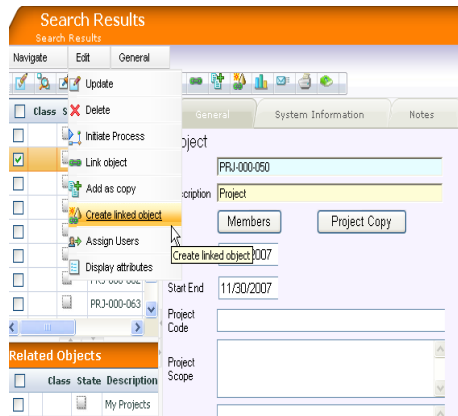 Search Results
Search Results
Navigate Edit General
Update
Class S Delete
General System Information Notes
Initiate Process
Link object
PRJ-000-050
Add as copy
Project
Create linked object
Members Project Copy
Assign Users
Create linked object 2007
Display attributes
Start End 11/30/2007
PRJ-000-063
Project
Code
Related Objects
Project
Scope
Class State Description
My Projects